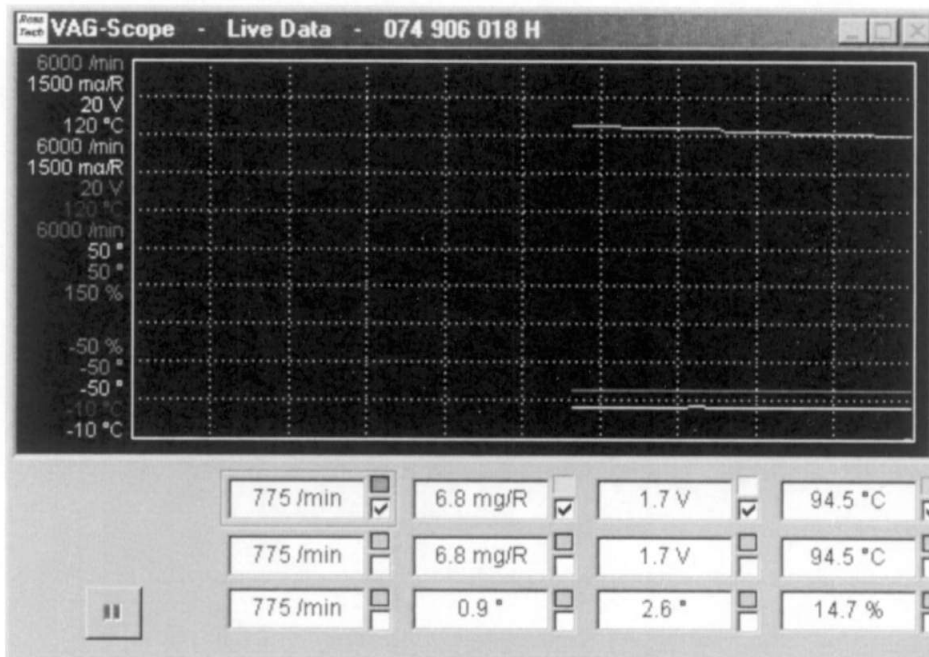 Ross Tech VAG-Scope - Live Data - 074 906 018 H
6000 /min
1500 ma/R
20 V
120 °C
6000 /min
1500 ma/R
20 V
120 °C
6000 /min
50 °
50 °
150 %
-50 %
-50 °
-50 °
-10 °C
-10 °C
775 /min 6.8 mg/R 1.7 V 94.5 °C
775 /min 6.8 mg/R 1.7 V 94.5 °C
775 /min 0.9 ° 2.6 ° 14.7 %